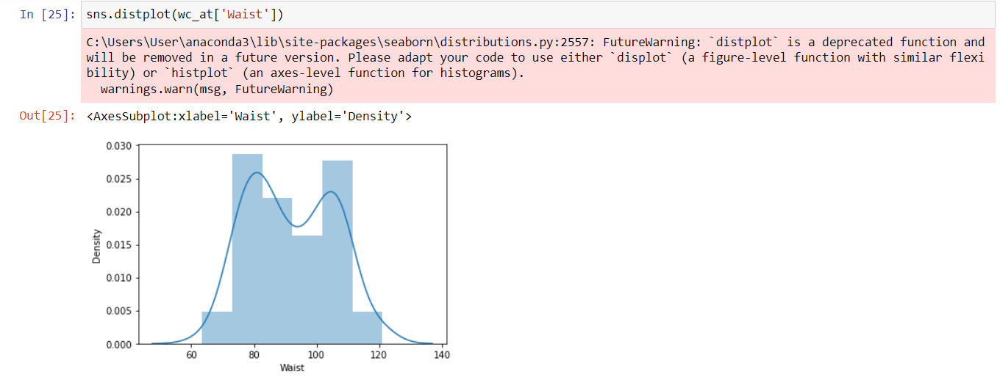 In [25]: sns.distplot(wc_at['Waist'])
C:\Users\User\anaconda3\lib\site-packages\seaborn\distributions.py:2557: FutureWarning: `distplot` is a deprecated function and
will be removed in a future version. Please adapt your code to use either `displot` (a figure-level function with similar flexi
bility) or `histplot` (an axes-level function for histograms).
  warnings.warn(msg, FutureWarning)
Out[25]: <AxesSubplot:xlabel='Waist', ylabel='Density'>
0.030
0.025
0.020
0.015
0.010
0.005
0.000
Density
60 80 100 120 140
Waist